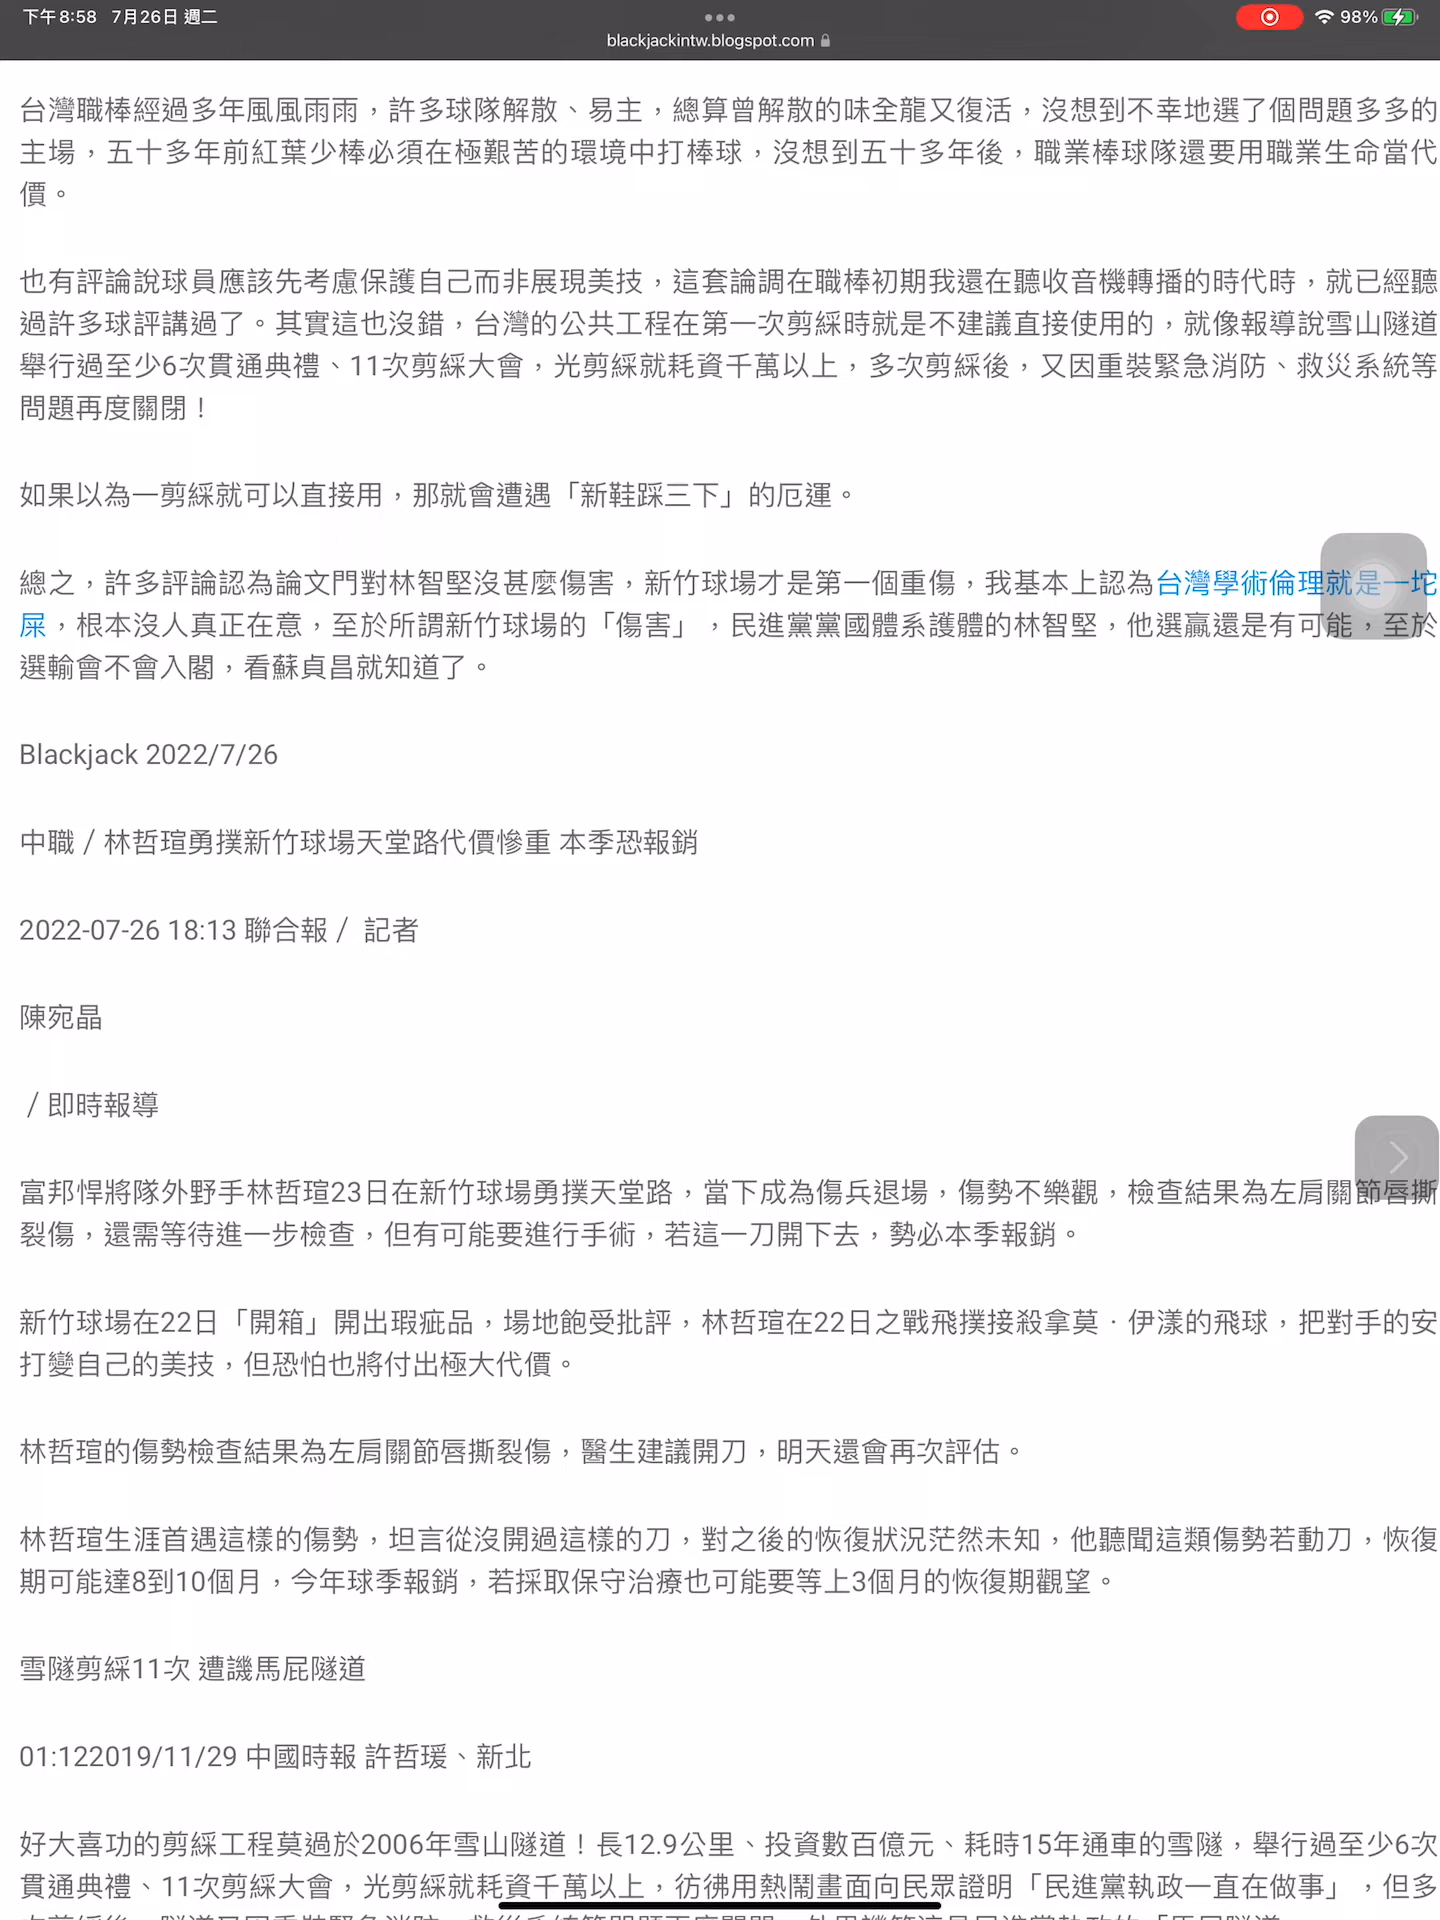 下午8:58 7月26日 週二
98%
blackjackintw.blogspot.com
台灣職棒經過多年風風雨雨，許多球隊解散、易主，總算曾解散的味全龍又復活，沒想到不幸地選了個問題多多的
主場，五十多年前紅葉少棒必須在極艱苦的環境中打棒球，沒想到五十多年後，職業棒球隊還要用職業生命當代
價。
也有評論說球員應該先考慮保護自己而非展現美技，這套論調在職棒初期我還在聽收音機轉播的時代時，就已經聽
過許多球評講過了。其實這也沒錯，台灣的公共工程在第一次剪綵時就是不建議直接使用的，就像報導說雪山隧道
舉行過至少6次貫通典禮、11次剪綵大會，光剪綵就耗資千萬以上，多次剪綵後，又因重裝緊急消防、救災系統等
問題再度關閉！
如果以為一剪綵就可以直接用，那就會遭遇「新鞋踩三下」的厄運。
總之，許多評論認為論文門對林智堅沒甚麼傷害，新竹球場才是第一個重傷，我基本上認為台灣學術倫理就是一坨
屎，根本沒人真正在意，至於所謂新竹球場的「傷害」，民進黨黨國體系護體的林智堅，他選贏還是有可能，至於
選輸會不會入閣，看蘇貞昌就知道了。
Blackjack 2022/7/26
中職／林哲瑄勇撲新竹球場天堂路代價慘重 本季恐報銷
2022-07-26 18:13 聯合報／ 記者
陳宛晶
／即時報導
富邦悍將隊外野手林哲瑄23日在新竹球場勇撲天堂路，當下成為傷兵退場，傷勢不樂觀，檢查結果為左肩關節唇撕
裂傷，還需等待進一步檢查，但有可能要進行手術，若這一刀開下去，勢必本季報銷。
新竹球場在22日「開箱」開出瑕疵品，場地飽受批評，林哲瑄在22日之戰飛撲接殺拿莫．伊漾的飛球，把對手的安
打變自己的美技，但恐怕也將付出極大代價。
林哲瑄的傷勢檢查結果為左肩關節唇撕裂傷，醫生建議開刀，明天還會再次評估。
林哲瑄生涯首遇這樣的傷勢，坦言從沒開過這樣的刀，對之後的恢復狀況茫然未知，他聽聞這類傷勢若動刀，恢復
期可能達8到10個月，今年球季報銷，若採取保守治療也可能要等上3個月的恢復期觀望。
雪隧剪綵11次 遭譏馬屁隧道
01:122019/11/29 中國時報 許哲瑗、新北
好大喜功的剪綵工程莫過於2006年雪山隧道！長12.9公里、投資數百億元、耗時15年通車的雪隧，舉行過至少6次
貫通典禮、11次剪綵大會，光剪綵就耗資千萬以上，彷彿用熱鬧畫面向民眾證明「民進黨執政一直在做事」，但多